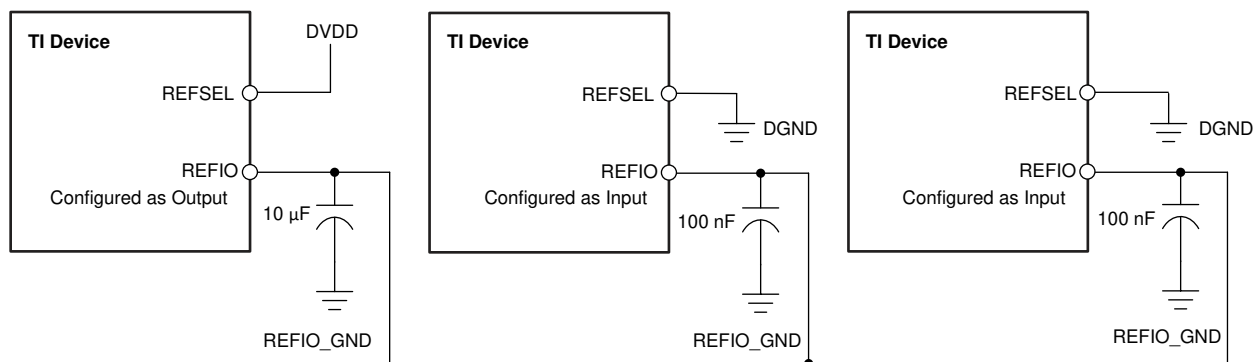 TI Device
DVDD
REFSEL
REFIO
Configured as Output
10 µF
REFIO_GND
TI Device
REFSEL
DGND
REFIO
Configured as Input
100 nF
REFIO_GND
TI Device
REFSEL
DGND
REFIO
Configured as Input
100 nF
REFIO_GND